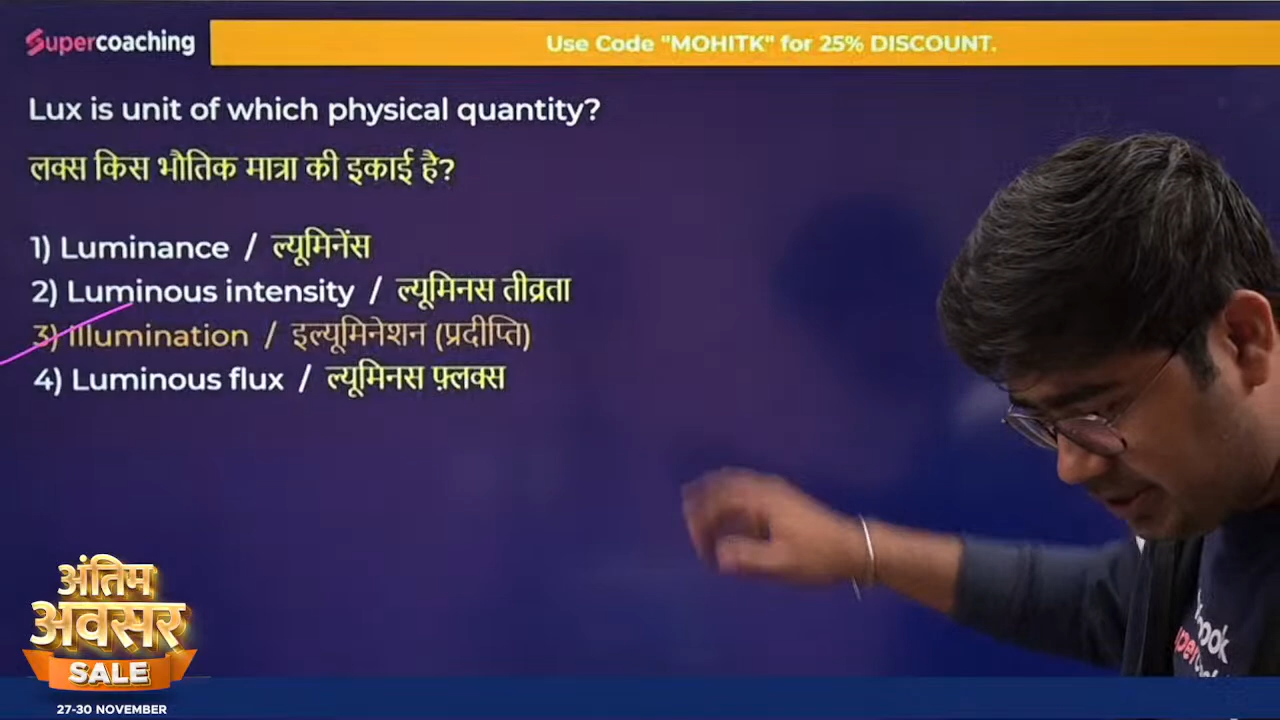 Supercoaching
Use Code "MOHITK" for 25% DISCOUNT.
Lux is unit of which physical quantity?
लक्स किस भौतिक मात्रा की इकाई है?
1) Luminance / ल्यूमिनेंस
2) Luminous intensity / ल्यूमिनस तीव्रता
3) Illumination / इल्यूमिनेशन (प्रदीप्ति)
4) Luminous flux / ल्यूमिनस फ़्लक्स
अंतिम
अवसर
SALE
27-30 NOVEMBER